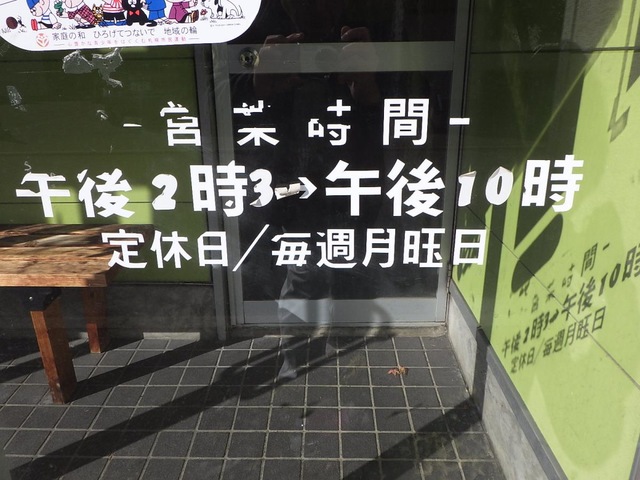 家庭の和 ひろげてつないで 地域の輪
- 営業時間 -
午後2時3→午後10時
定休日/毎週月旺日
営業時間-
午後2時3→午後10時
定休日/毎週月旺日